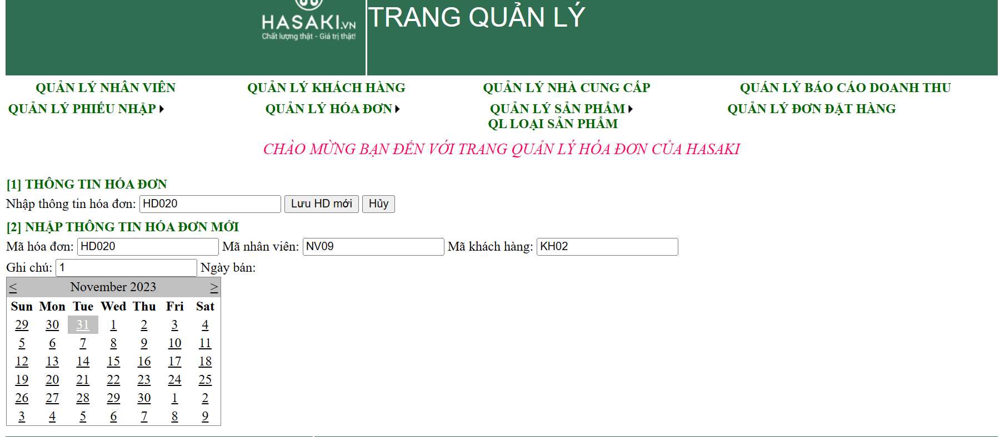 HASAKI.VN
Chất lượng thật - Giá trị thật!
TRANG QUẢN LÝ
QUẢN LÝ NHÂN VIÊN QUẢN LÝ KHÁCH HÀNG QUẢN LÝ NHÀ CUNG CẤP QUÁN LÝ BÁO CÁO DOANH THU
QUẢN LÝ PHIẾU NHẬP QUẢN LÝ HÓA ĐƠN QUẢN LÝ SẢN PHẨM QUẢN LÝ ĐƠN ĐẶT HÀNG
QL LOẠI SẢN PHẨM
CHÀO MỪNG BẠN ĐẾN VỚI TRANG QUẢN LÝ HÓA ĐƠN CỦA HASAKI
[1] THÔNG TIN HÓA ĐƠN
Nhập thông tin hóa đơn: HD020 Lưu HD mới Hủy
[2] NHẬP THÔNG TIN HÓA ĐƠN MỚI
Mã hóa đơn: HD020 Mã nhân viên: NV09 Mã khách hàng: KH02
Ghi chú: 1 Ngày bán:
< November 2023 >
Sun Mon Tue Wed Thu Fri Sat
29 30 31 1 2 3 4
5 6 7 8 9 10 11
12 13 14 15 16 17 18
19 20 21 22 23 24 25
26 27 28 29 30 1 2
3 4 5 6 7 8 9